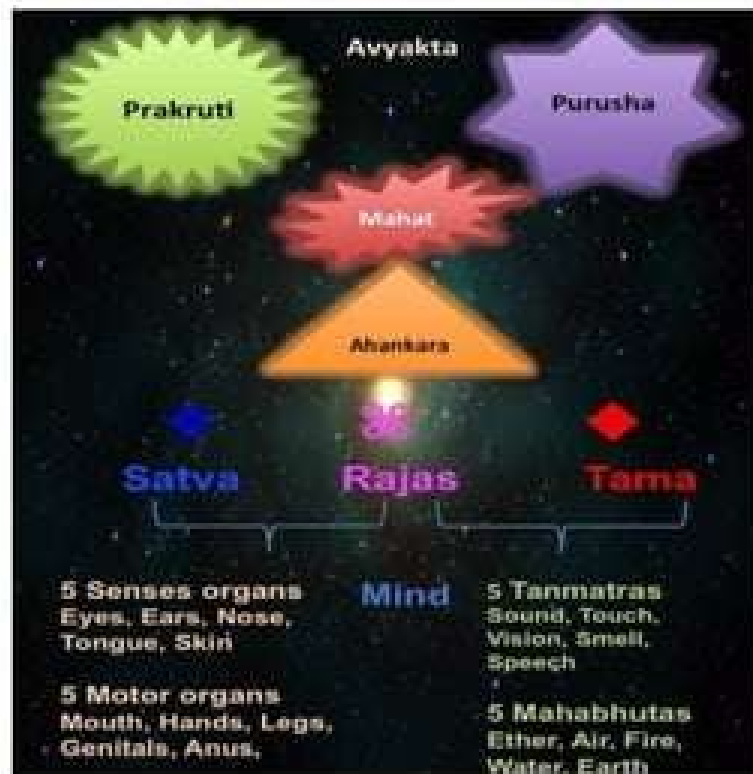 Avyakta
Prakruti
Purusha
Mahat
Ahankara
Satva
Rajas
Tama
5 Senses organs
Eyes, Ears, Nose,
Tongue, Skin
Mind
5 Tanmatras
Sound, Touch,
Vision, Smell,
Speech
5 Motor organs
Mouth, Hands, Legs,
Genitals, Anus,
5 Mahabhutas
Ether, Air, Fire,
Water, Earth